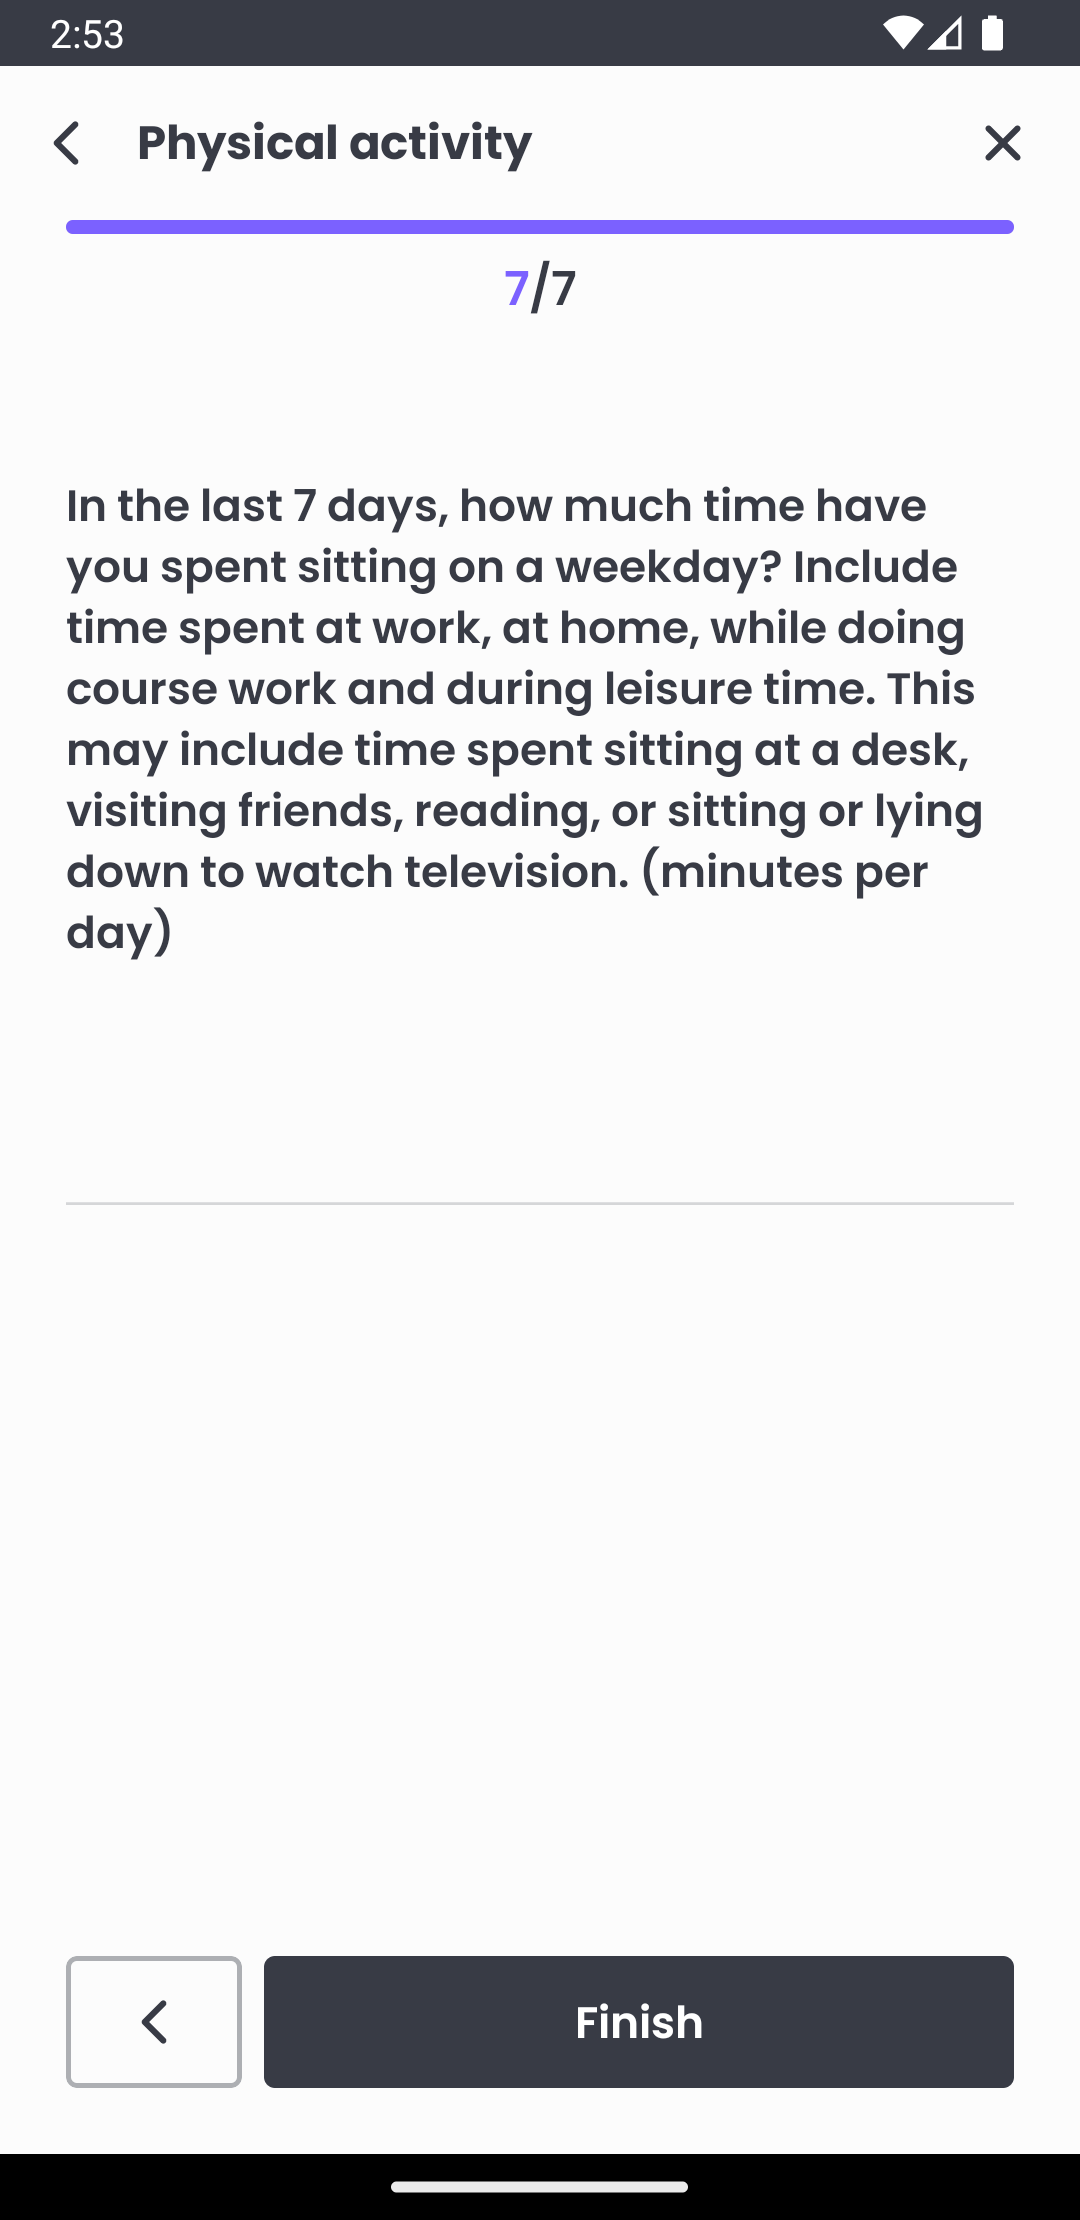 2:53
Physical activity
7/7
In the last 7 days, how much time have
you spent sitting on a weekday? Include
time spent at work, at home, while doing
course work and during leisure time. This
may include time spent sitting at a desk,
visiting friends, reading, or sitting or lying
down to watch television. (minutes per
day)
Finish